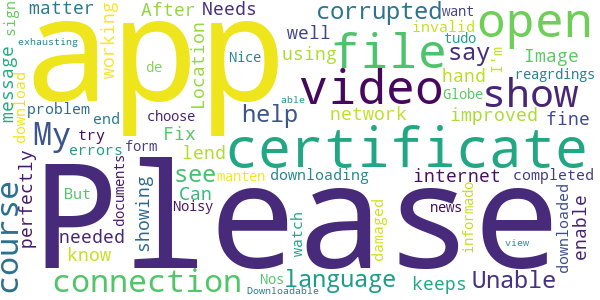 want
matter
After
Needs
corrupted
open
sign
exhausting
working
app
Location
Nice
well
invalid
tudo
message
de
using
file
say
I'm
Image
hand
reagrdings
download
problem
end
choose
My
help
video
show
Globe
able
network
improved
fine
errors
try
form
Fix
certificate
perfectly
But
documents
see
lend
Can
downloading
internet
completed
course
needed
showing
Please
Noisy
manten
watch
damaged
news
informado
downloaded
enable
know
view
connection
Nos
language
keeps
Unable
Downloadable